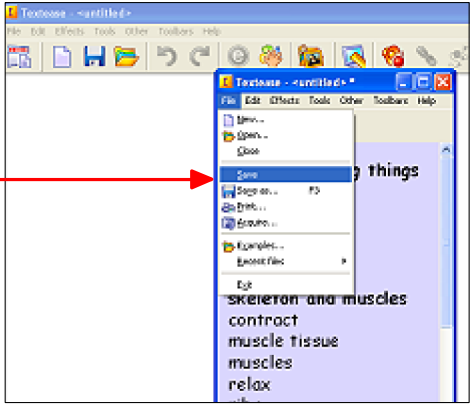 Textease - <untitled>
File Edit Effects Tools Other Toolbars Help
Textease - <untitled> *
File Edit Effects Tools Other Toolbars Help
New...
Open...
Close
Save
Save as... F3
Print...
Acquire...
Examples...
Recent files
Exit
g things
skeleton and muscles
contract
muscle tissue
muscles
relax